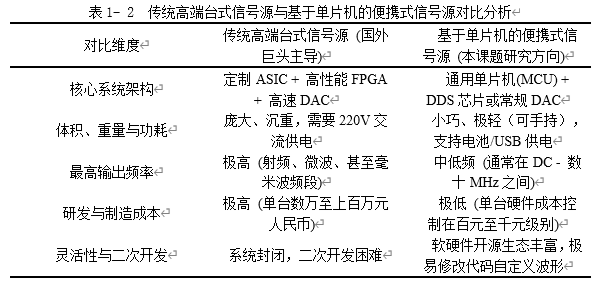 表 1- 2 传统高端台式信号源与基于单片机的便携式信号源对比分析
对比维度
传统高端台式信号源 (国外
巨头主导)
基于单片机的便携式信
号源 (本课题研究方向)
核心系统架构
定制 ASIC + 高性能 FPGA
+ 高速 DAC
通用单片机(MCU) +
DDS 芯片或常规 DAC
体积、重量与功耗
庞大、沉重，需要 220V 交
流供电
小巧、极轻（可手持），
支持电池/USB 供电
最高输出频率
极高 (射频、微波、甚至毫
米波频段)
中低频 (通常在 DC - 数
十 MHz 之间)
研发与制造成本
极高 (单台数万至上百万元
人民币)
极低 (单台硬件成本控
制在百元至千元级别)
灵活性与二次开发
系统封闭，二次开发困难
软硬件开源生态丰富，极
易修改代码自定义波形